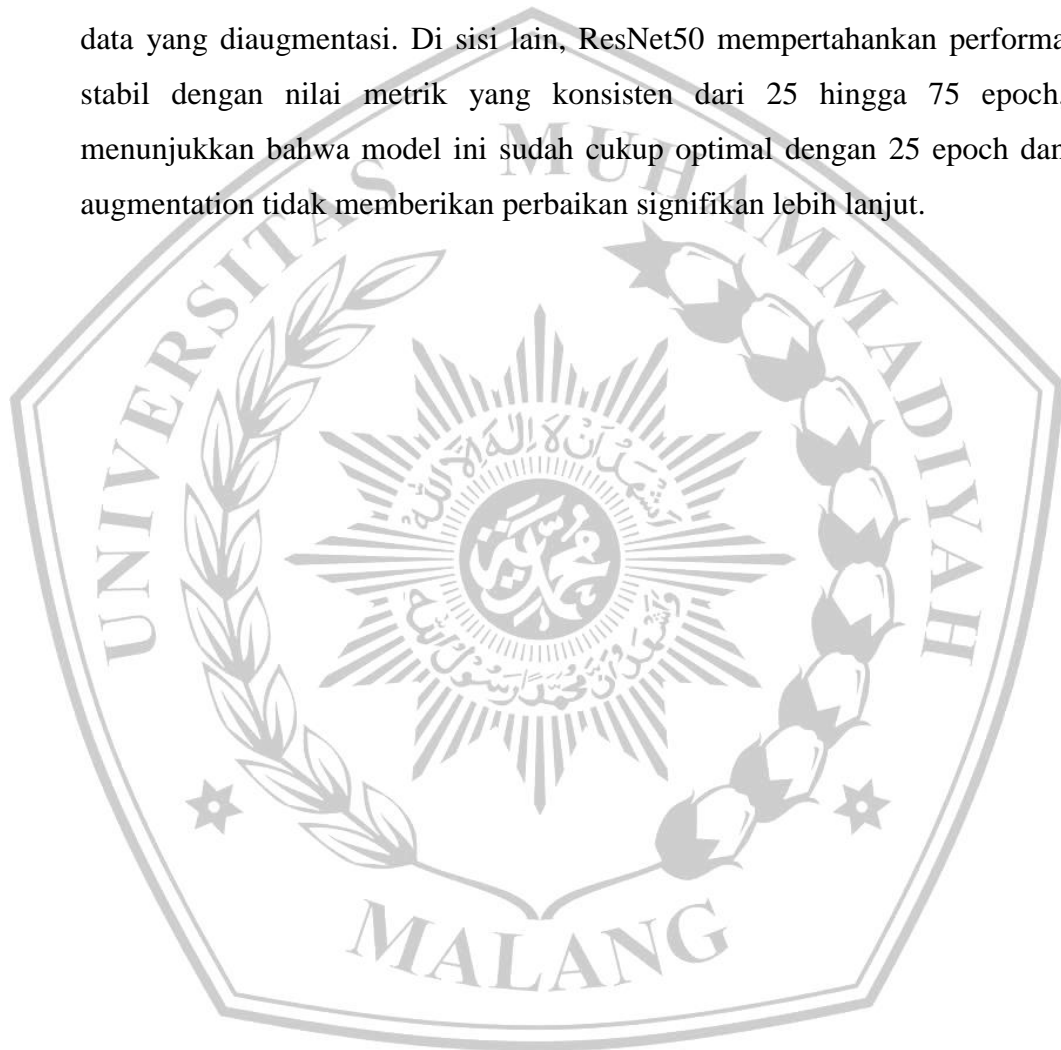 data yang diaugmentasi. Di sisi lain, ResNet50 mempertahankan performa
stabil dengan nilai metrik yang konsisten dari 25 hingga 75 epoch,
menunjukkan bahwa model ini sudah cukup optimal dengan 25 epoch dan
augmentation tidak memberikan perbaikan signifikan lebih lanjut.
UNIVERSITAS MUHAMMADIYAH
MALANG